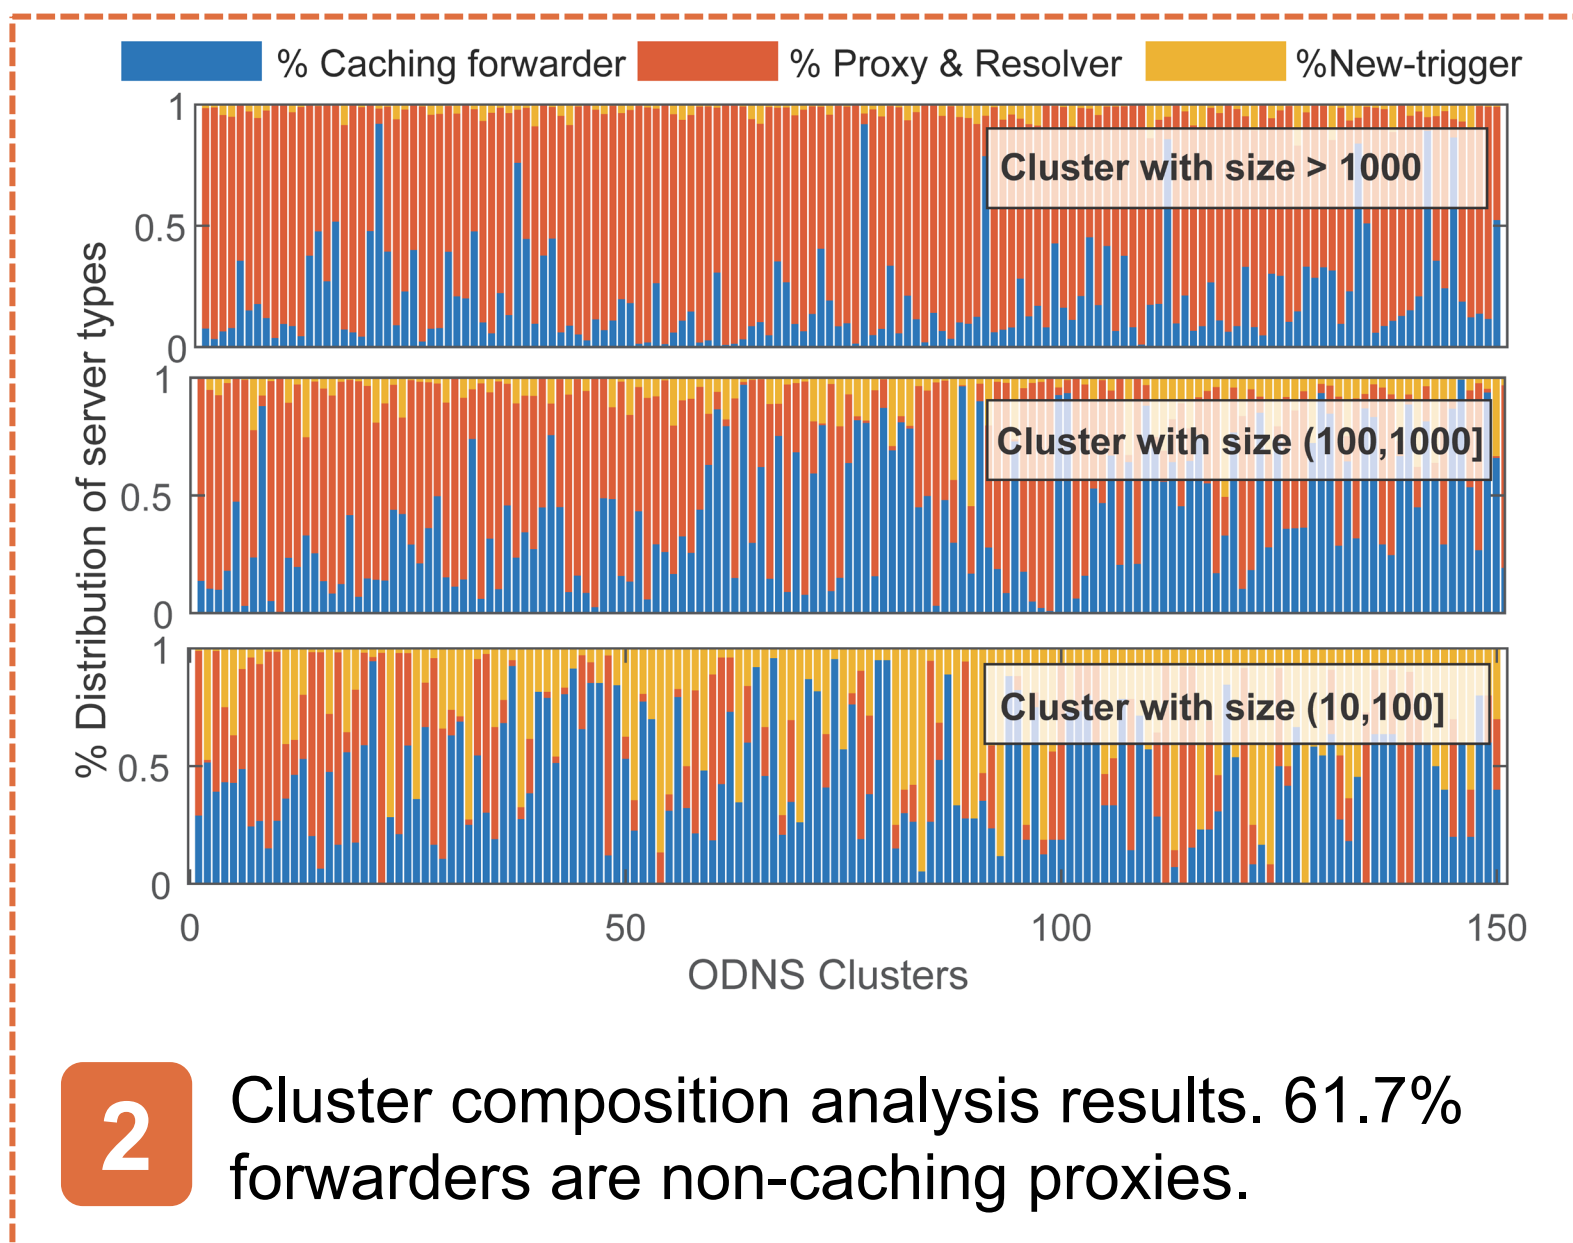 % Caching forwarder % Proxy & Resolver %New-trigger
1
Cluster with size > 1000
0.5
0
1
Cluster with size (100,1000]
0.5
0
1
Cluster with size (10,100]
0.5
0
% Distribution of server types
0 50 100 150
ODNS Clusters
2
Cluster composition analysis results. 61.7%
forwarders are non-caching proxies.